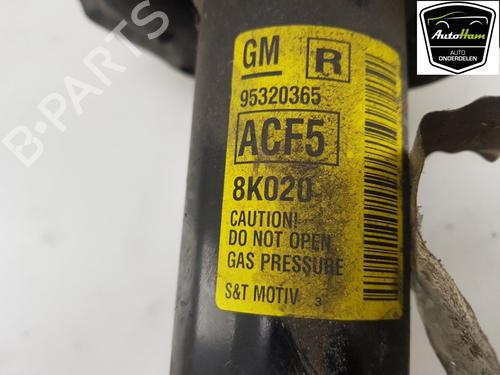 AutoHam
AUTO
ONDERDELEN
B-PARTS
GM R
95320365
ACF5
8K020
CAUTION!
DO NOT OPEN
GAS PRESSURE
S&T MOTIV 3